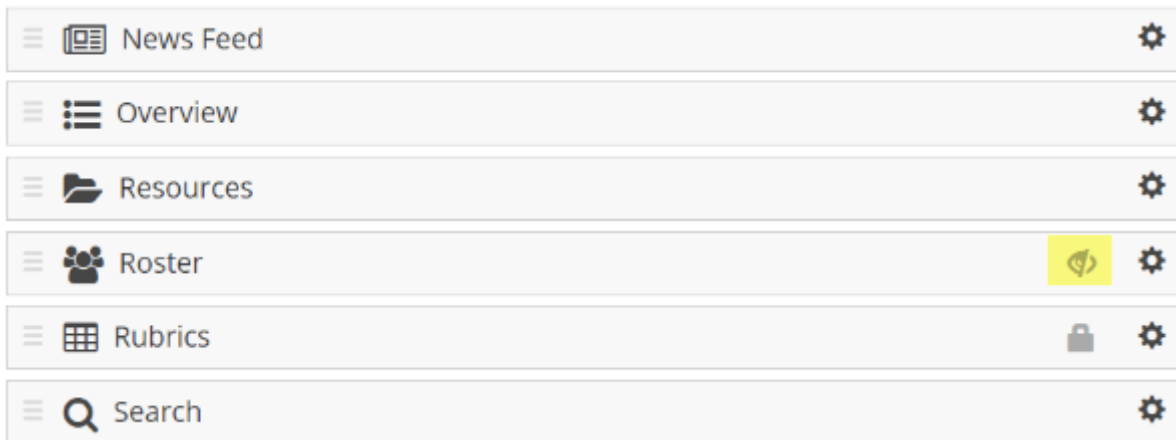 News Feed
Overview
Resources
Roster
Rubrics
Search